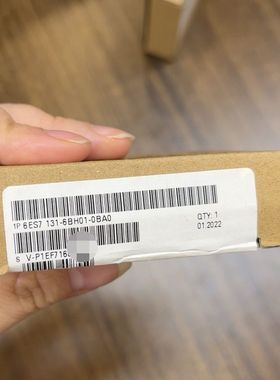 1P 6ES7 131-6BH01-0BA0
QTY: 1
01.2022
S V-P1EF716